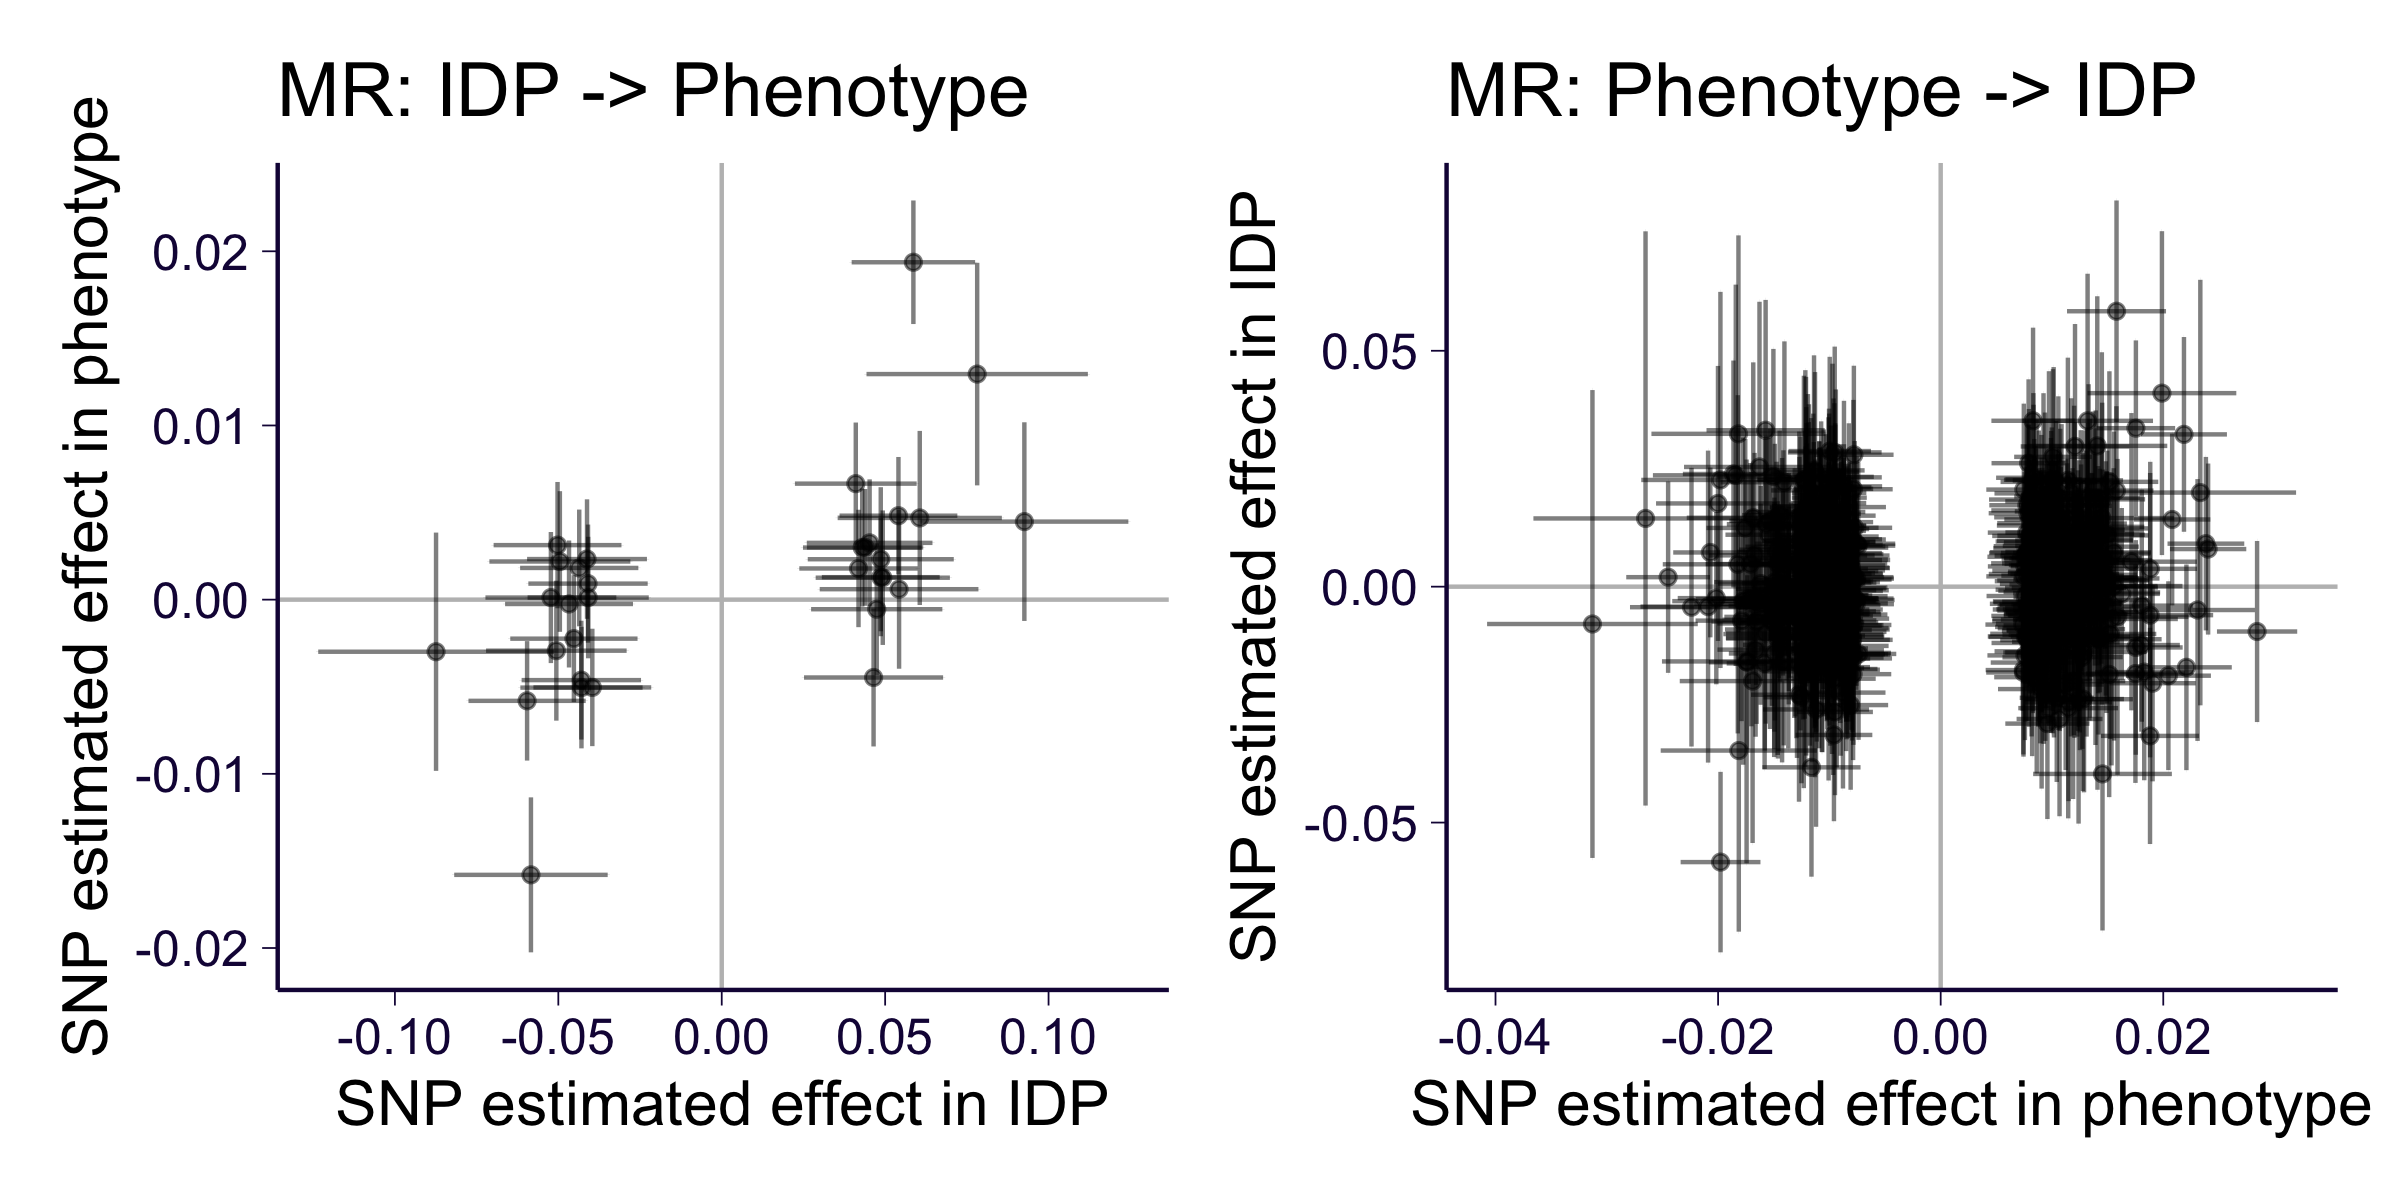 MR: IDP -> Phenotype
SNP estimated effect in phenotype
0.02
0.01
0.00
-0.01
-0.02
-0.10
-0.05
0.00
0.05
0.10
SNP estimated effect in IDP
MR: Phenotype -> IDP
SNP estimated effect in IDP
0.05
0.00
-0.05
-0.04
-0.02
0.00
0.02
SNP estimated effect in phenotype